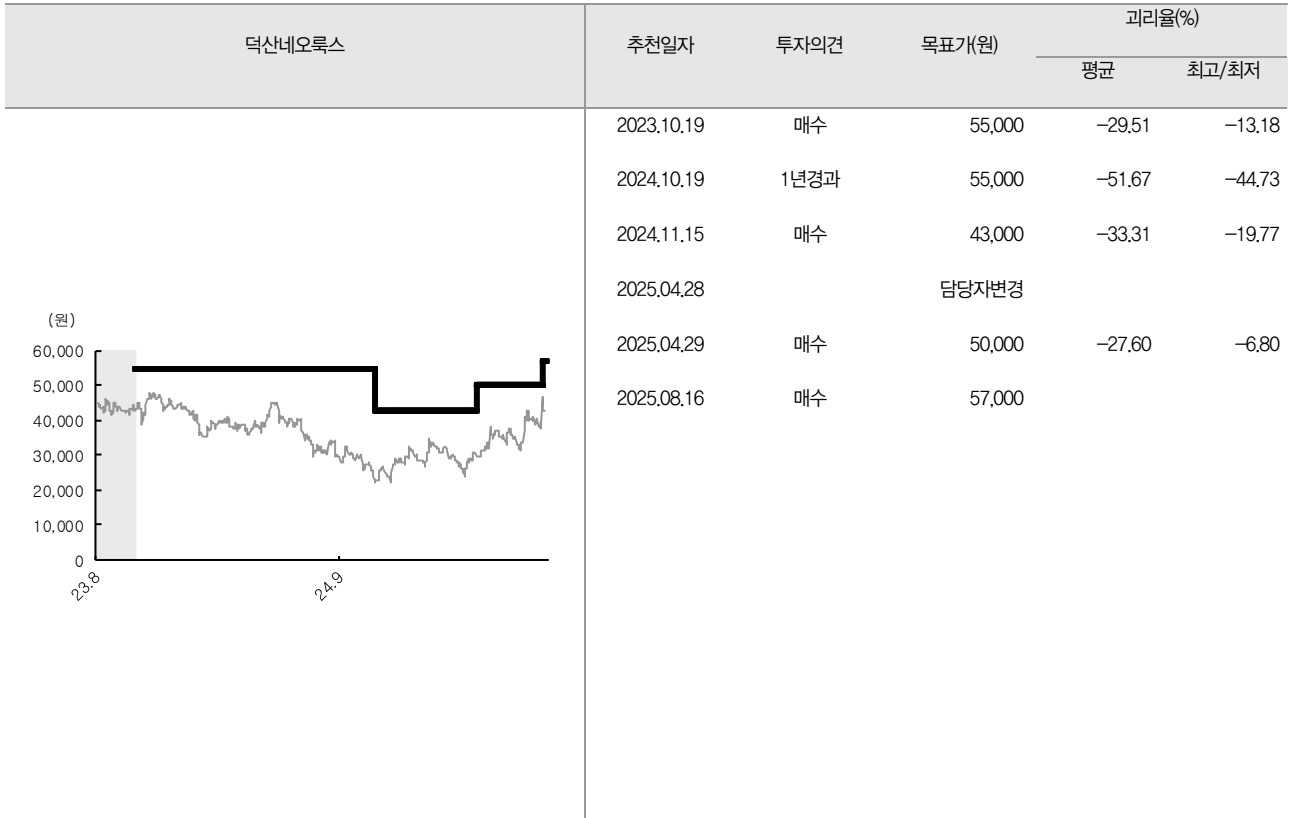 덕산네오룩스 추천일자 투자의견 목표가(원) 괴리율(%)
평균 최고/최저
2023.10.19 매수 55,000 -29.51 -13.18
2024.10.19 1년경과 55,000 -51.67 -44.73
2024.11.15 매수 43,000 -33.31 -19.77
2025.04.28 담당자변경
2025.04.29 매수 50,000 -27.60 -6.80
2025.08.16 매수 57,000
(원)
60,000
50,000
40,000
30,000
20,000
10,000
0
23.8 24.9